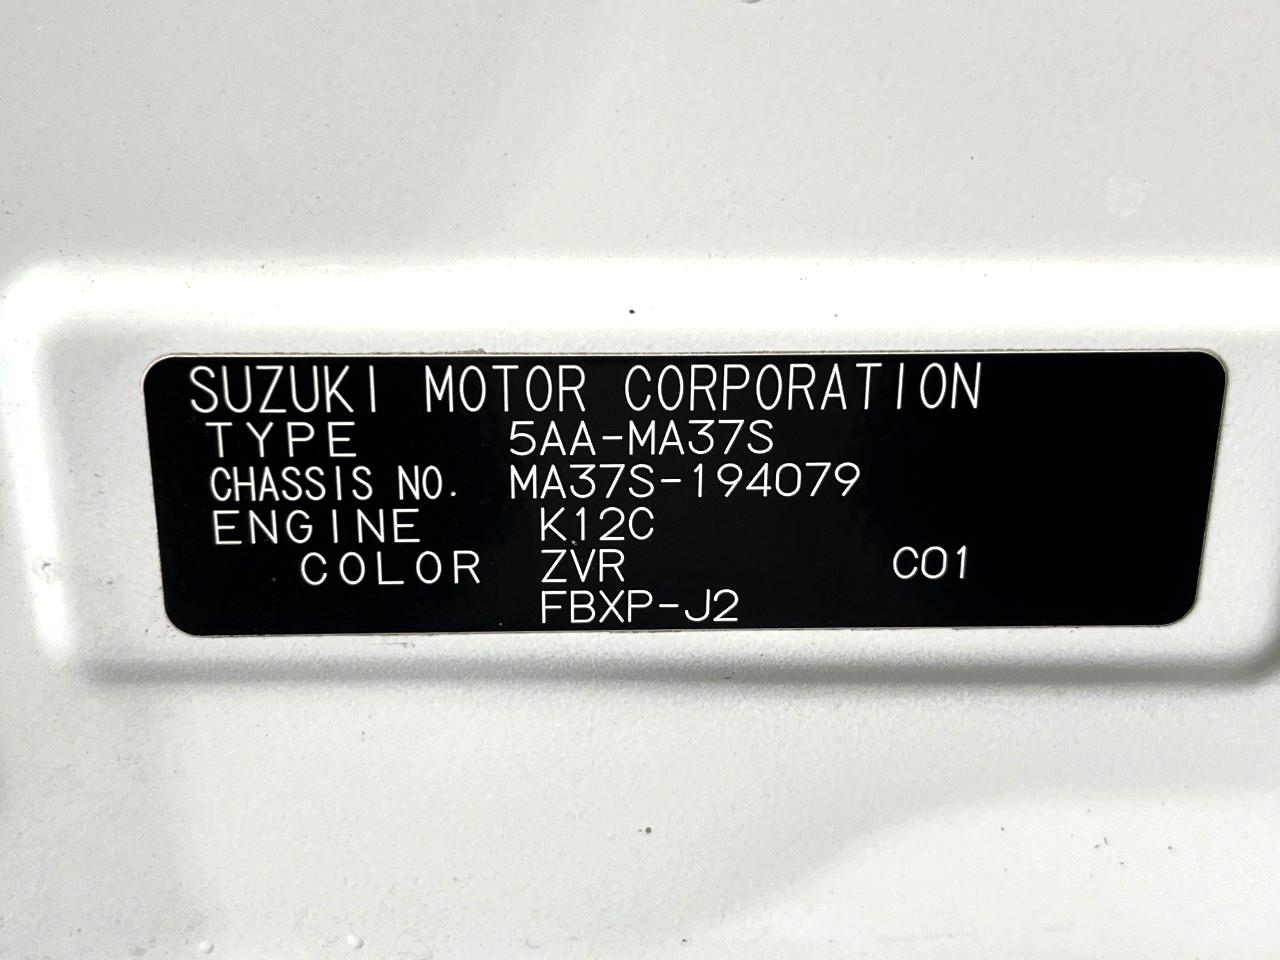 SUZUKI MOTOR CORPORATION
TYPE 5AA-MA37S
CHASSIS NO. MA37S-194079
ENGINE K12C
COLOR ZVR C01
FBXP-J2